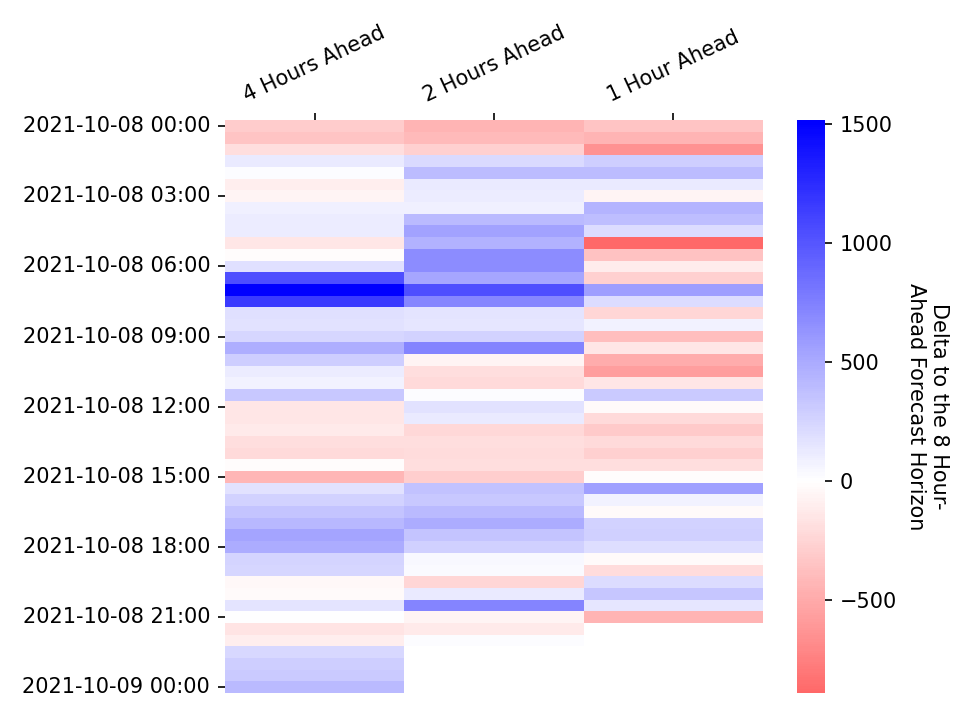 4 Hours Ahead
2 Hours Ahead
1 Hour Ahead
2021-10-08 00:00
2021-10-08 03:00
2021-10-08 06:00
2021-10-08 09:00
2021-10-08 12:00
2021-10-08 15:00
2021-10-08 18:00
2021-10-08 21:00
2021-10-09 00:00
1500
1000
500
0
−500
Delta to the 8 Hour-
Ahead Forecast Horizon